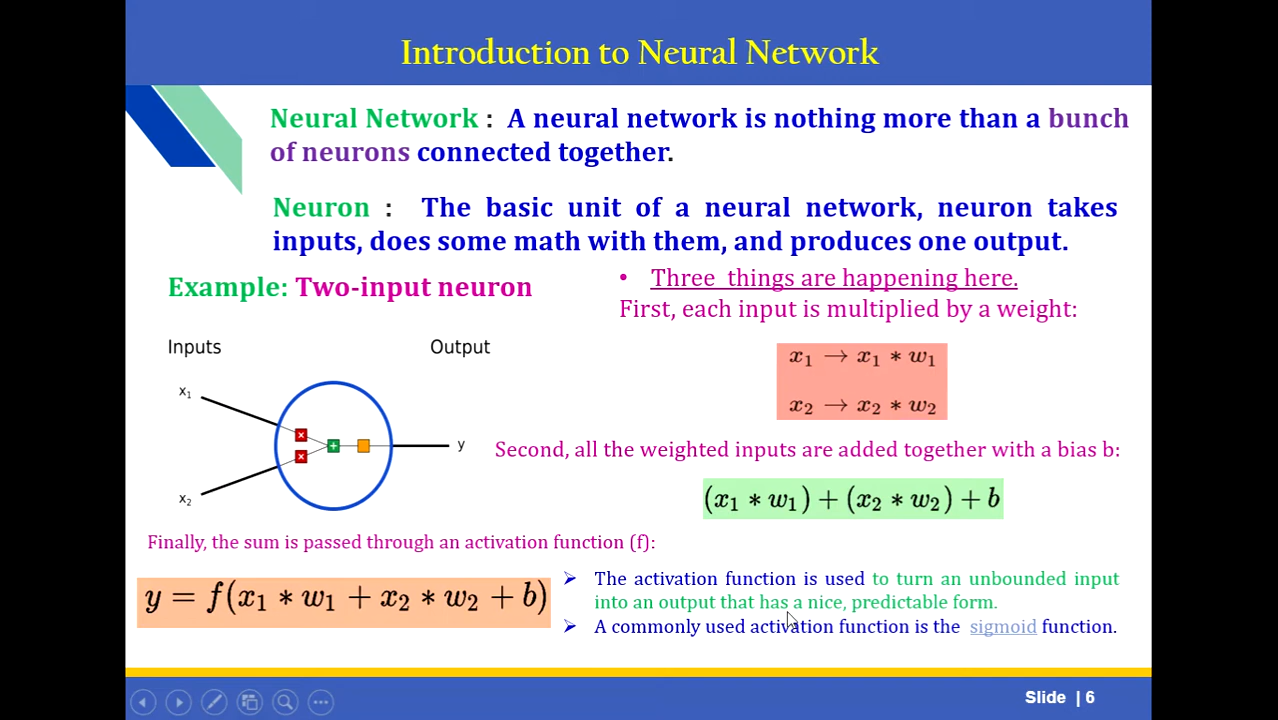 Introduction to Neural Network
Neural Network : A neural network is nothing more than a bunch
of neurons connected together.
Neuron : The basic unit of a neural network, neuron takes
inputs, does some math with them, and produces one output.
Example: Two-input neuron
• Three things are happening here.
First, each input is multiplied by a weight:
Inputs
Output
x₁
x₂
×
×
+
y
x₁ → x₁ * w₁
x₂ → x₂ * w₂
Second, all the weighted inputs are added together with a bias b:
(x₁ * w₁) + (x₂ * w₂) + b
Finally, the sum is passed through an activation function (f):
y = f(x₁ * w₁ + x₂ * w₂ + b)
➢ The activation function is used to turn an unbounded input
into an output that has a nice, predictable form.
➢ A commonly used activation function is the sigmoid function.
Slide | 6